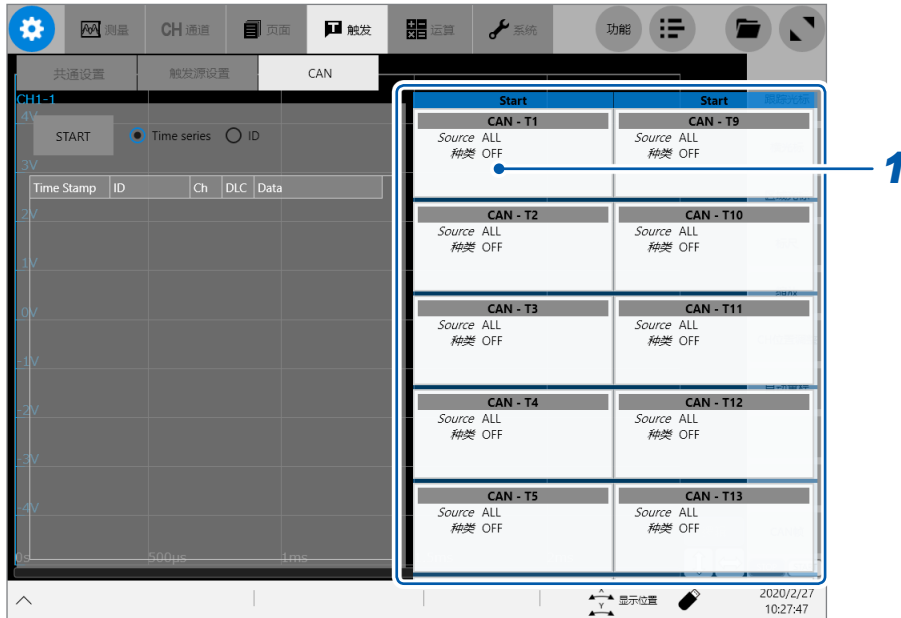 测量 CH 通道 页面 触发 运算 系统 功能
共通设置 触发源设置 CAN
CH1-1
Start Start
4V
CAN - T1 CAN - T9
START Time series ID
Source ALL Source ALL
种类 OFF 种类 OFF
1
3V
Time Stamp ID Ch DLC Data
2V
CAN - T2 CAN - T10
Source ALL Source ALL
种类 OFF 种类 OFF
1V
0V
CAN - T3 CAN - T11
Source ALL Source ALL
种类 OFF 种类 OFF
-1V
CAN - T4 CAN - T12
-2V
Source ALL Source ALL
种类 OFF 种类 OFF
-3V
CAN - T5 CAN - T13
-4V
Source ALL Source ALL
种类 OFF 种类 OFF
0s 500μs 1ms
显示位置
2020/2/27
10:27:47